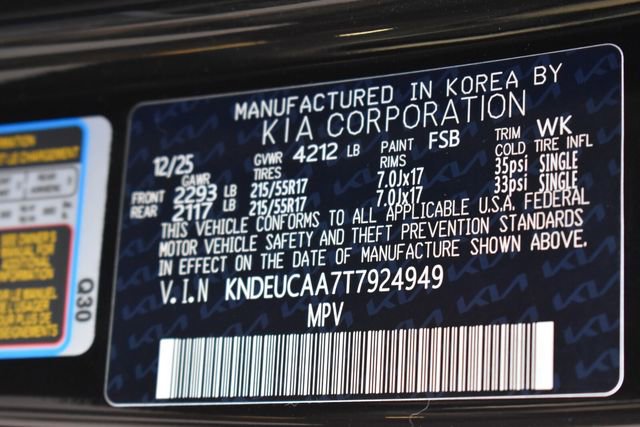 MANUFACTURED IN KOREA BY
KIA CORPORATION
12/25 GVWR 4212 LB PAINT FSB TRIM WK
GAWR TIRES RIMS COLD TIRE INFL
FRONT 2293 LB 215/55R17 7.0Jx17 35psi SINGLE
REAR 2117 LB 215/55R17 7.0Jx17 33psi SINGLE
THIS VEHICLE CONFORMS TO ALL APPLICABLE U.S.A. FEDERAL
MOTOR VEHICLE SAFETY AND THEFT PREVENTION STANDARDS
IN EFFECT ON THE DATE OF MANUFACTURE SHOWN ABOVE.
V.I.N KNDEUCAA7T7924949
MPV
Q30